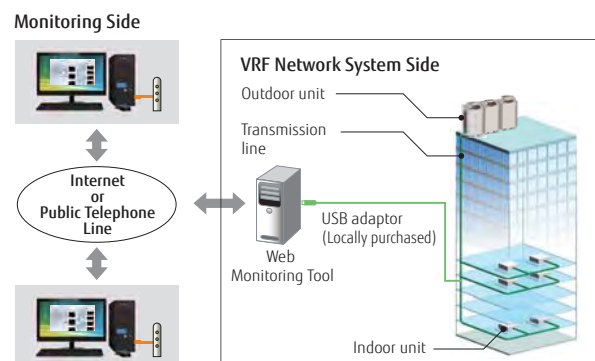 Monitoring Side
VRF Network System Side
Outdoor unit
Transmission
line
Internet
or
Public Telephone
Line
USB adaptor
(Locally purchased)
Web
Monitoring Tool
Indoor unit